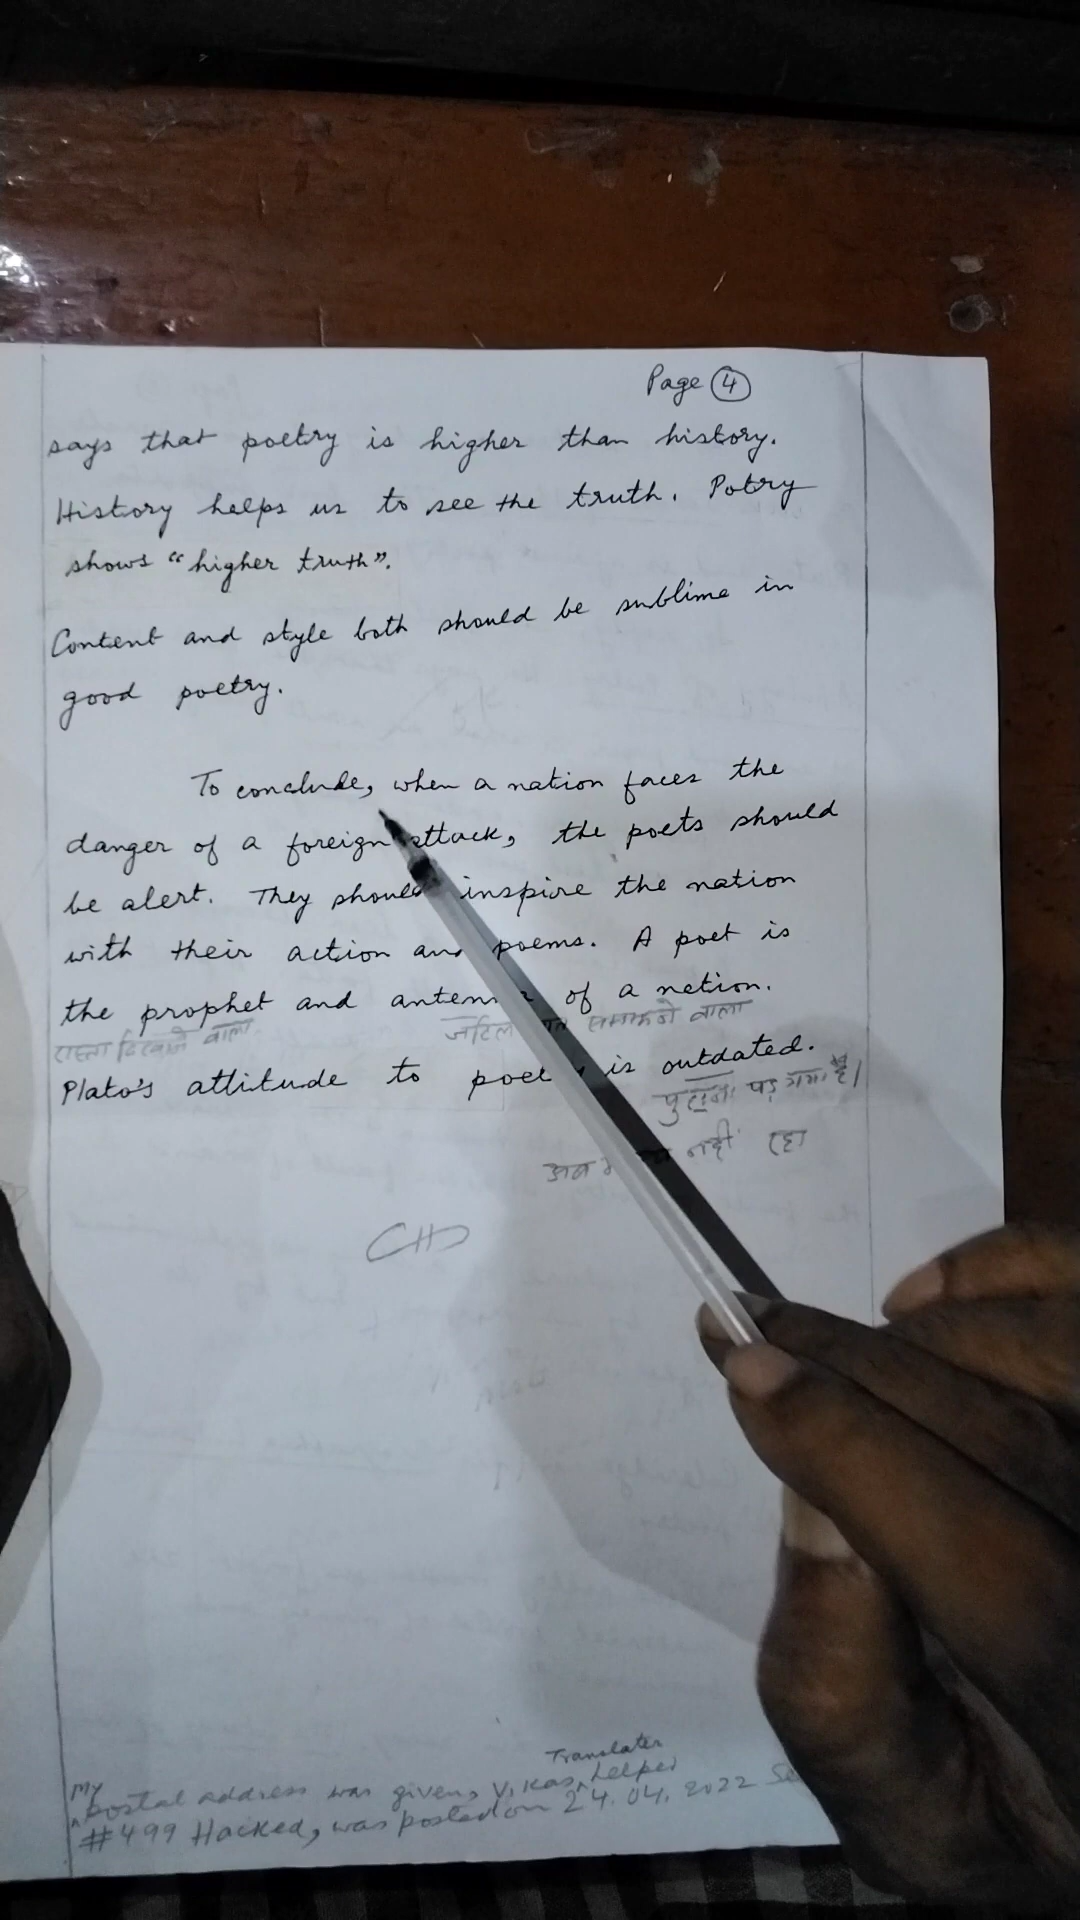 Page 4
says that poetry is higher than history.
History helps us to see the truth. Potry
shows "higher truth".
Content and style both should be sublime in
good poetry.
To conclude, when a nation faces the
danger of a foreign attack, the poets should
be alert. They should inspire the nation
with their action and poems. A poet is
the prophet and of a nation.
रास्ता दिखाने वाला जटिल समझने वाला
Plato's attitude to is outdated.
पुराना पड़ गया है।
अब नहीं रहा
My postal address was given, Vikas, Translater helper
#499 Hacked, was posted on 24.04.2022